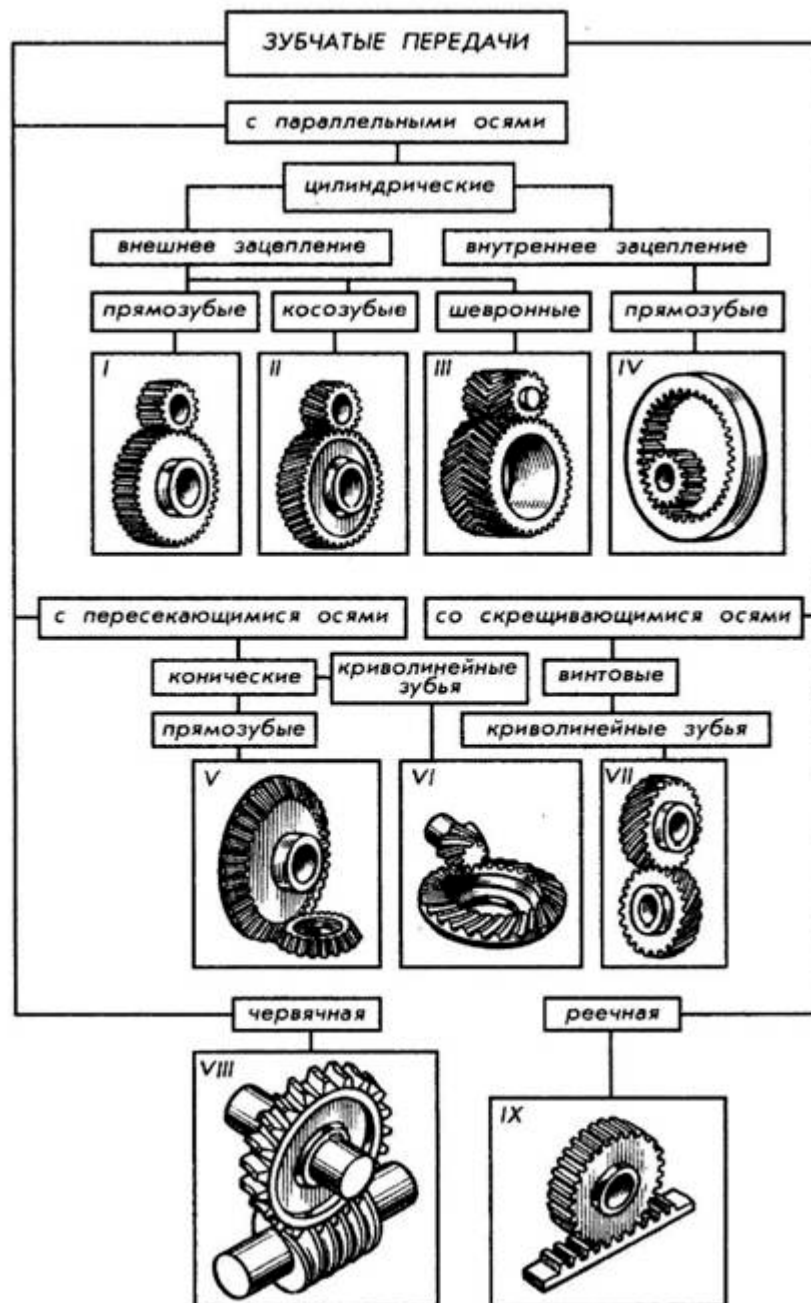 ЗУБЧАТЫЕ ПЕРЕДАЧИ
с параллельными осями
цилиндрические
внешнее зацепление
внутреннее зацепление
прямозубые
косозубые
шевронные
прямозубые
I
II
III
IV
с пересекающимися осями
со скрещивающимися осями
конические
криволинейные
зубья
винтовые
прямозубые
криволинейные зубья
V
VI
VII
червячная
реечная
VIII
IX